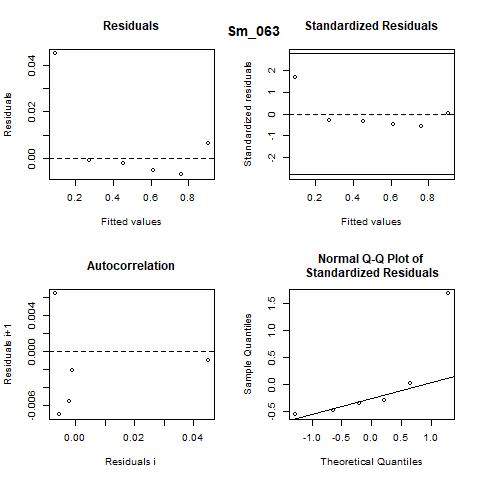 Sm_063
Residuals
Residuals
0.00
0.02
0.04
0.2
0.4
0.6
0.8
Fitted values
Standardized Residuals
Standardized residuals
-2
-1
0
1
2
0.2
0.4
0.6
0.8
Fitted values
Autocorrelation
Residuals i+1
-0.006
0.000
0.004
0.00
0.02
0.04
Residuals i
Normal Q-Q Plot of
Standardized Residuals
Sample Quantiles
-0.5
0.0
0.5
1.0
1.5
-1.0
-0.5
0.0
0.5
1.0
Theoretical Quantiles